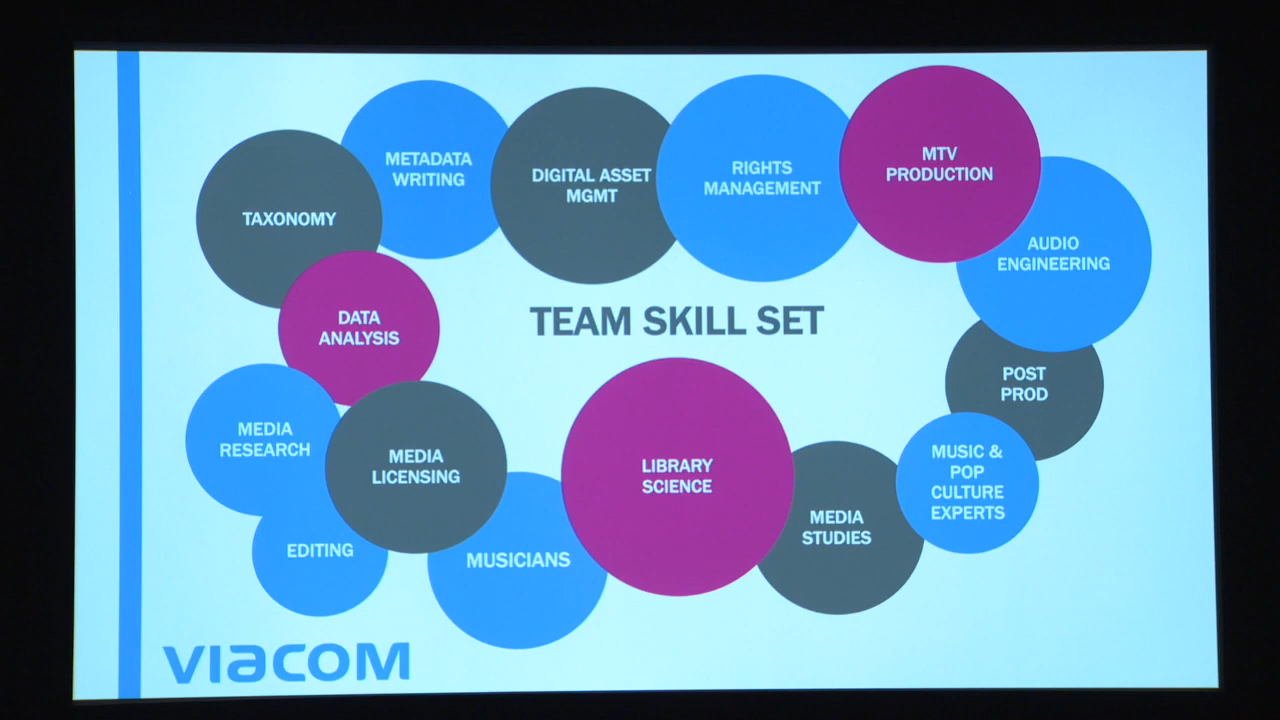 METADATA
WRITING
DIGITAL ASSET
MGMT
RIGHTS
MANAGEMENT
MTV
PRODUCTION
TAXONOMY
AUDIO
ENGINEERING
DATA
ANALYSIS
TEAM SKILL SET
POST
PROD
MEDIA
RESEARCH
MEDIA
LICENSING
LIBRARY
SCIENCE
MUSIC &
POP
CULTURE
EXPERTS
MEDIA
STUDIES
EDITING
MUSICIANS
VIACOM